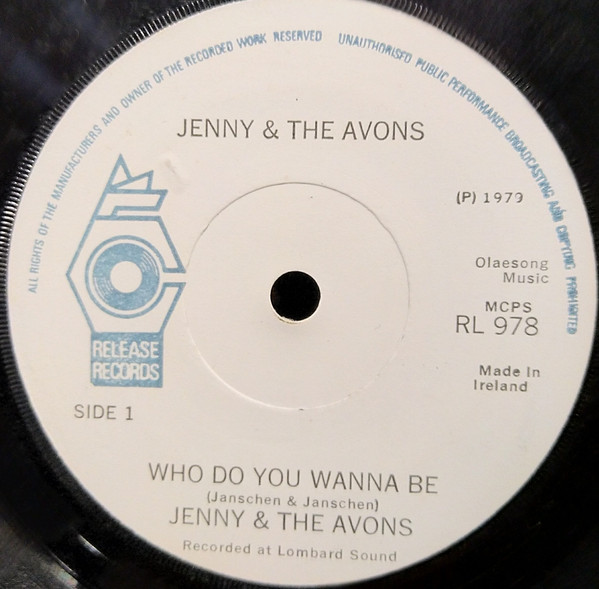 ALL RIGHTS OF THE MANUFACTURERS AND OWNER OF THE RECORDED WORK RESERVED UNAUTHORISED PUBLIC PERFORMANCE BROADCASTING AND COPYING PROHIBITED
JENNY & THE AVONS
(P) 1979
Olaesong
Music
MCPS
RL 978
Made In
Ireland
RELEASE
RECORDS
SIDE 1
WHO DO YOU WANNA BE
(Janschen & Janschen)
JENNY & THE AVONS
Recorded at Lombard Sound